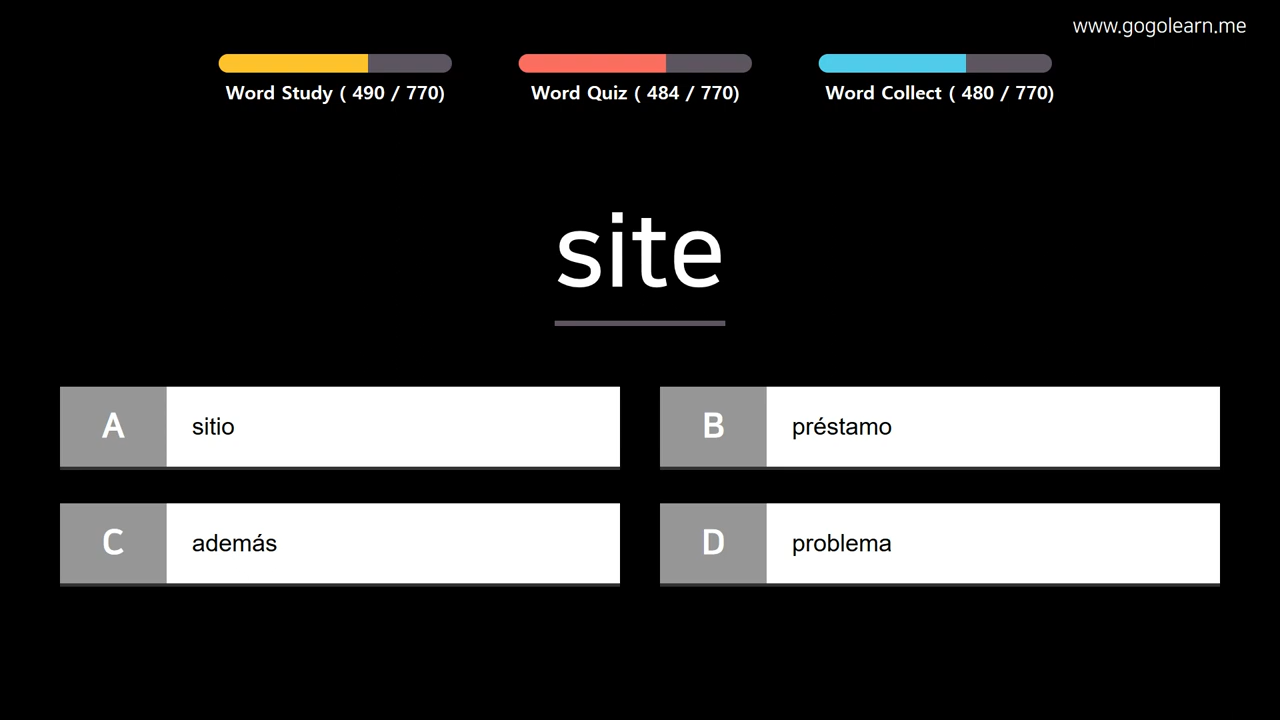 www.gogolearn.me
Word Study ( 490 / 770)
Word Quiz ( 484 / 770)
Word Collect ( 480 / 770)
site
A sitio
B préstamo
C además
D problema